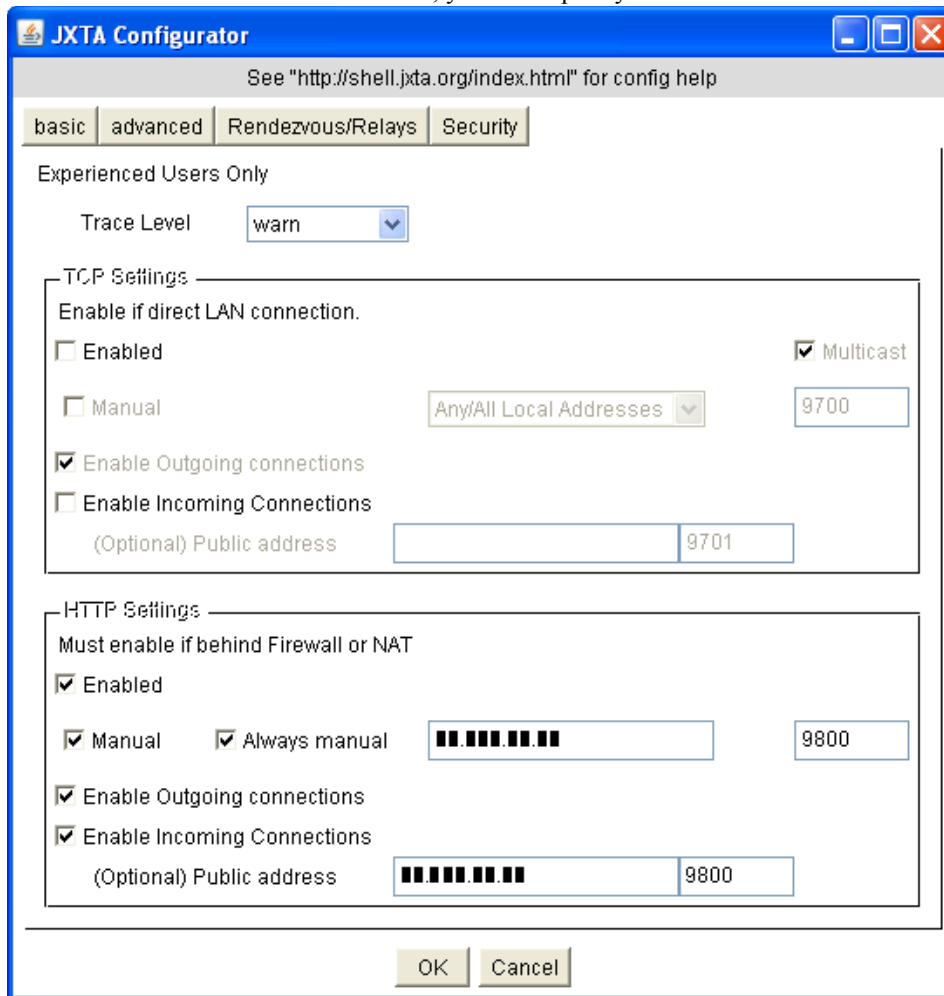 JXTA Configurator
See "http://shell.jxta.org/index.html" for config help
basic advanced Rendezvous/Relays Security
Experienced Users Only
Trace Level warn
TCP Settings
Enable if direct LAN connection.
Enabled Multicast
Manual Any/All Local Addresses 9700
Enable Outgoing connections
Enable Incoming Connections
(Optional) Public address 9701
HTTP Settings
Must enable if behind Firewall or NAT
Enabled
Manual Always manual 9800
Enable Outgoing connections
Enable Incoming Connections
(Optional) Public address 9800
OK Cancel